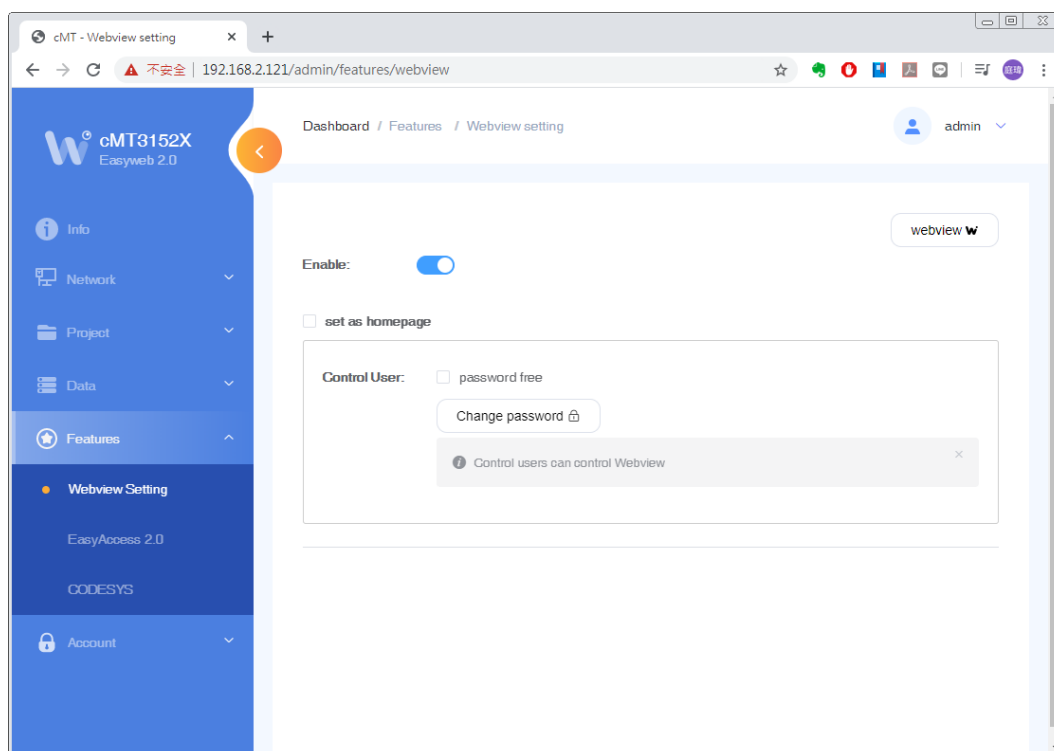 cMT - Webview setting
不安全 192.168.2.121/admin/features/webview
庭瑋
cMT3152X
Easyweb 2.0
Dashboard / Features / Webview setting
admin
Info
Network
Project
Data
Features
Webview Setting
EasyAccess 2.0
CODESYS
Account
webview
Enable:
set as homepage
Control User:
password free
Change password
Control users can control Webview